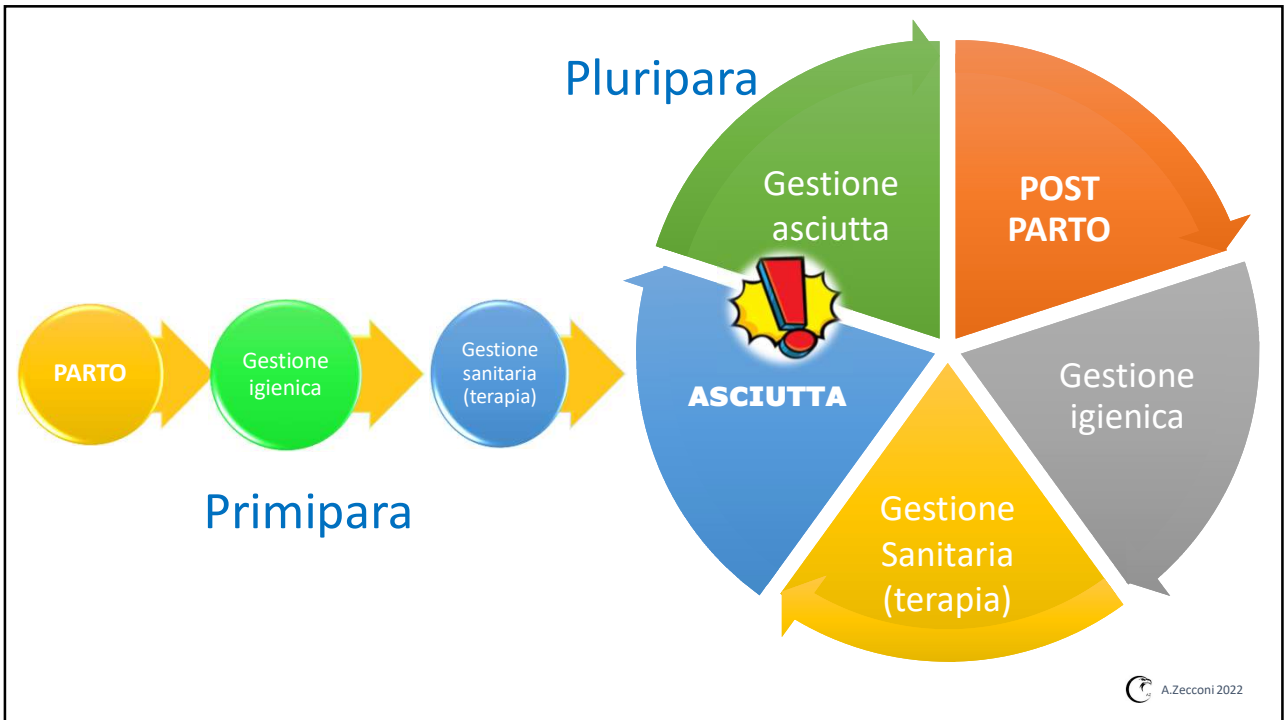 Pluripara
Gestione
asciutta
POST
PARTO
PARTO
Gestione
igienica
Gestione
sanitaria
(terapia)
ASCIUTTA
Gestione
igienica
Primipara
Gestione
Sanitaria
(terapia)
A.Zecconi 2022